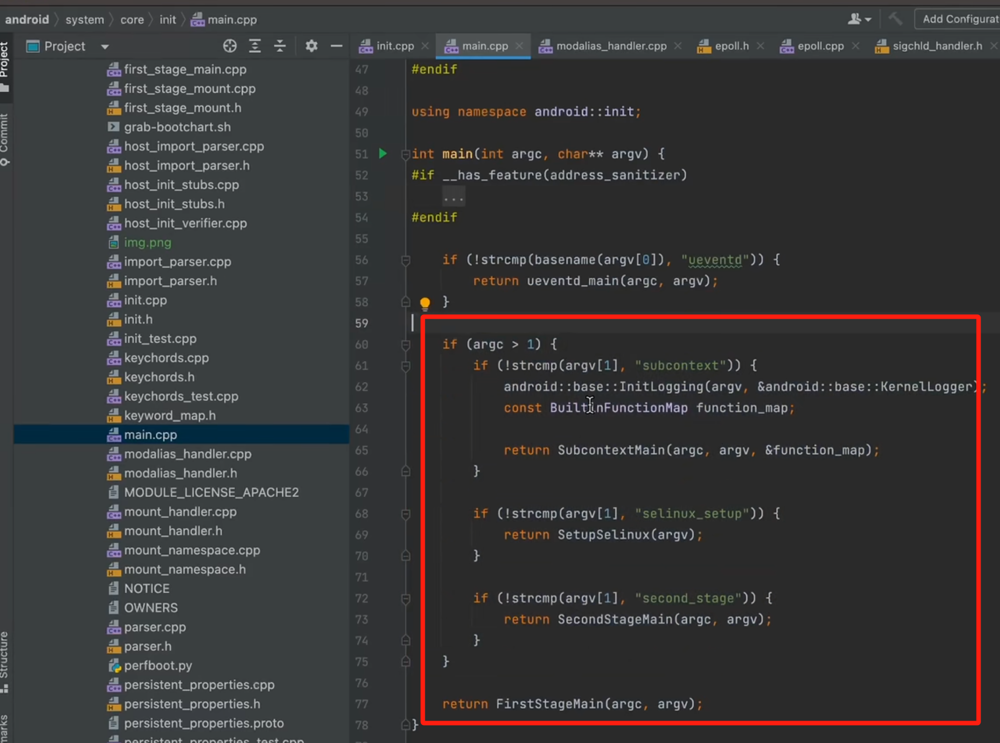 android system core init main.cpp
Add Configurat
Project
init.cpp main.cpp modalias_handler.cpp epoll.h epoll.cpp sigchld_handler.h
Project
Commit
Structure
marks
first_stage_main.cpp
first_stage_mount.cpp
first_stage_mount.h
grab-bootchart.sh
host_import_parser.cpp
host_import_parser.h
host_init_stubs.cpp
host_init_stubs.h
host_init_verifier.cpp
img.png
import_parser.cpp
import_parser.h
init.cpp
init.h
init_test.cpp
keychords.cpp
keychords.h
keychords_test.cpp
keyword_map.h
main.cpp
modalias_handler.cpp
modalias_handler.h
MODULE_LICENSE_APACHE2
mount_handler.cpp
mount_handler.h
mount_namespace.cpp
mount_namespace.h
NOTICE
OWNERS
parser.cpp
parser.h
perfboot.py
persistent_properties.cpp
persistent_properties.h
persistent_properties.proto
persistent_properties_test.cpp
47 #endif
48
49 using namespace android::init;
50
51 int main(int argc, char** argv) {
52 #if __has_feature(address_sanitizer)
53 ...
54 #endif
55
56 if (!strcmp(basename(argv[0]), "ueventd")) {
57 return ueventd_main(argc, argv);
58 }
59
60 if (argc > 1) {
61 if (!strcmp(argv[1], "subcontext")) {
62 android::base::InitLogging(argv, &android::base::KernelLogger);
63 const BuiltinFunctionMap function_map;
64
65 return SubcontextMain(argc, argv, &function_map);
66 }
67
68 if (!strcmp(argv[1], "selinux_setup")) {
69 return SetupSelinux(argv);
70 }
71
72 if (!strcmp(argv[1], "second_stage")) {
73 return SecondStageMain(argc, argv);
74 }
75 }
76
77 return FirstStageMain(argc, argv);
78 }